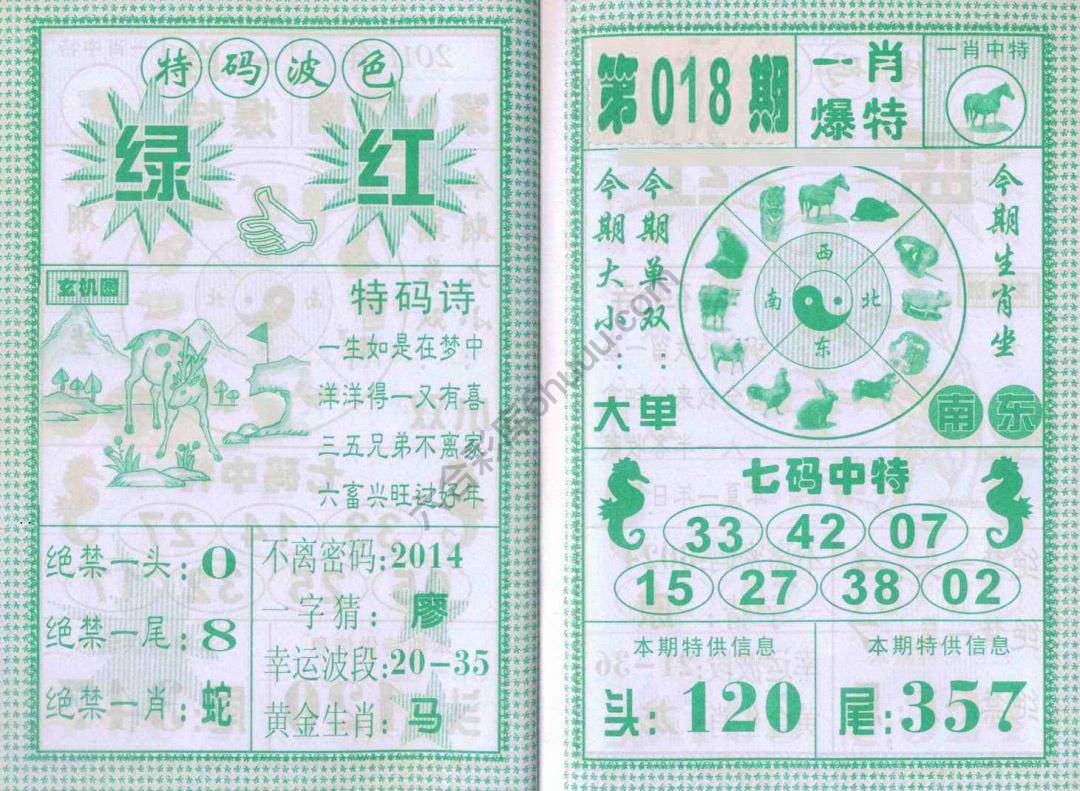 特码波色
绿 红
玄机图
特码诗
一生如是在梦中
洋洋得一又有喜
三五兄弟不离家
六畜兴旺过好年
绝禁一头:0
绝禁一尾:8
绝禁一肖:蛇
不离密码:2014
一字猜:廖
幸运波段:20-35
黄金生肖:马
第018期
一肖
爆特
一肖中特
今期大小:
大
今期单双:
单
西
南 北
东
今期生肖坐
南东
七码中特
33 42 07
15 27 38 02
本期特供信息
头:120
本期特供信息
尾:357